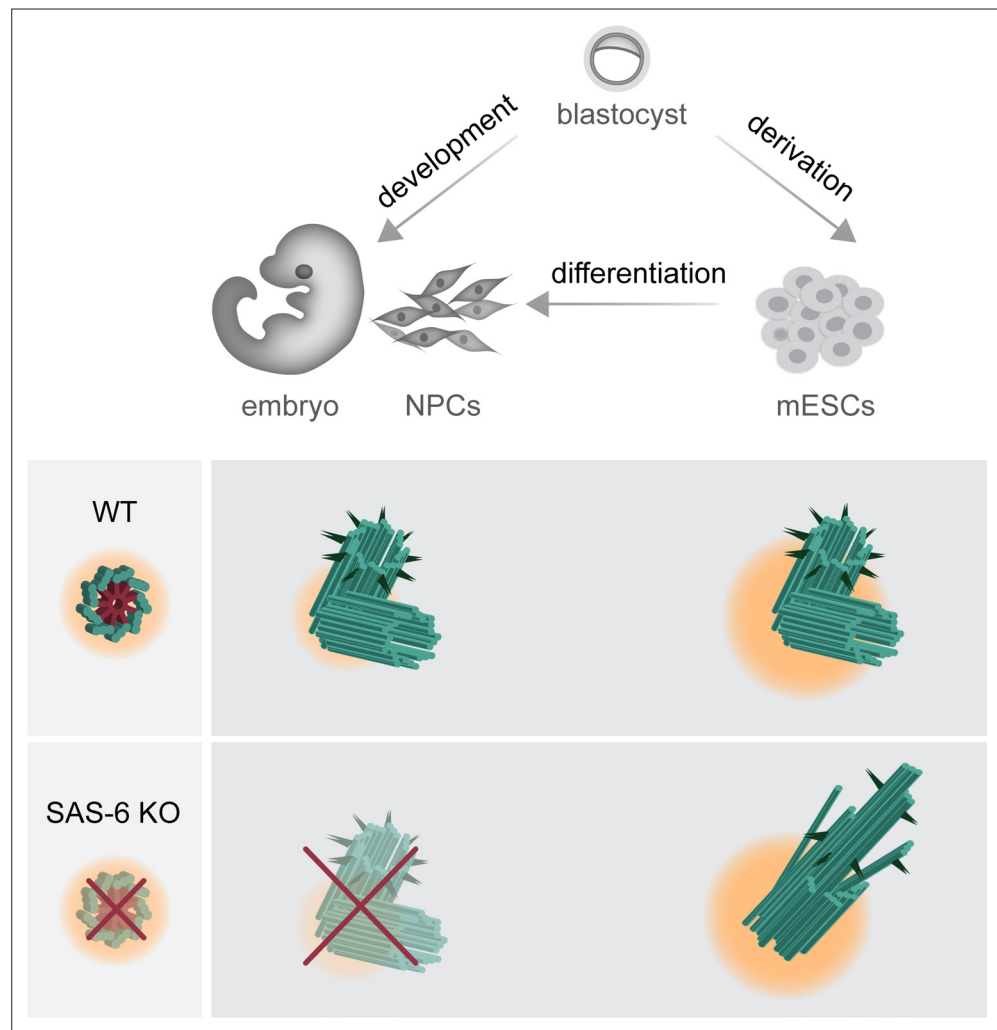 blastocyst
development
derivation
differentiation
embryo
NPCs
mESCs
WT
SAS-6 KO